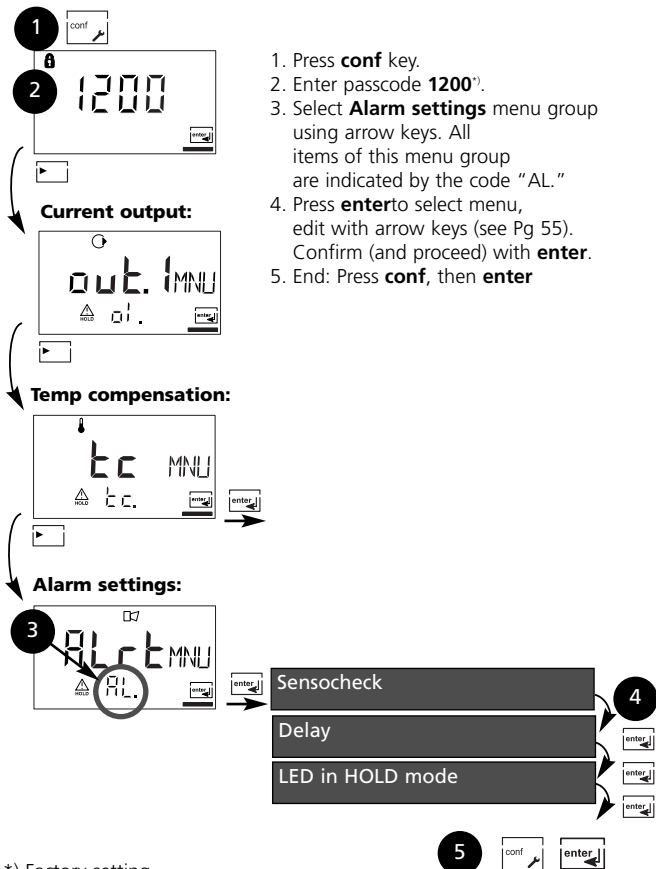 1 conf
2 1200
enter
1. Press conf key.
2. Enter passcode 1200*).
3. Select Alarm settings menu group
using arrow keys. All
items of this menu group
are indicated by the code “AL.”
4. Press enterto select menu,
edit with arrow keys (see Pg 55).
Confirm (and proceed) with enter.
5. End: Press conf, then enter
Current output:
out.1MNU
HOLD o1. enter
Temp compensation:
tc MNU
HOLD tc. enter enter
Alarm settings:
3 ALrt MNU
HOLD AL. enter enter
Sensocheck
4
Delay
enter
LED in HOLD mode
enter
enter
5 conf enter
*) Factory setting